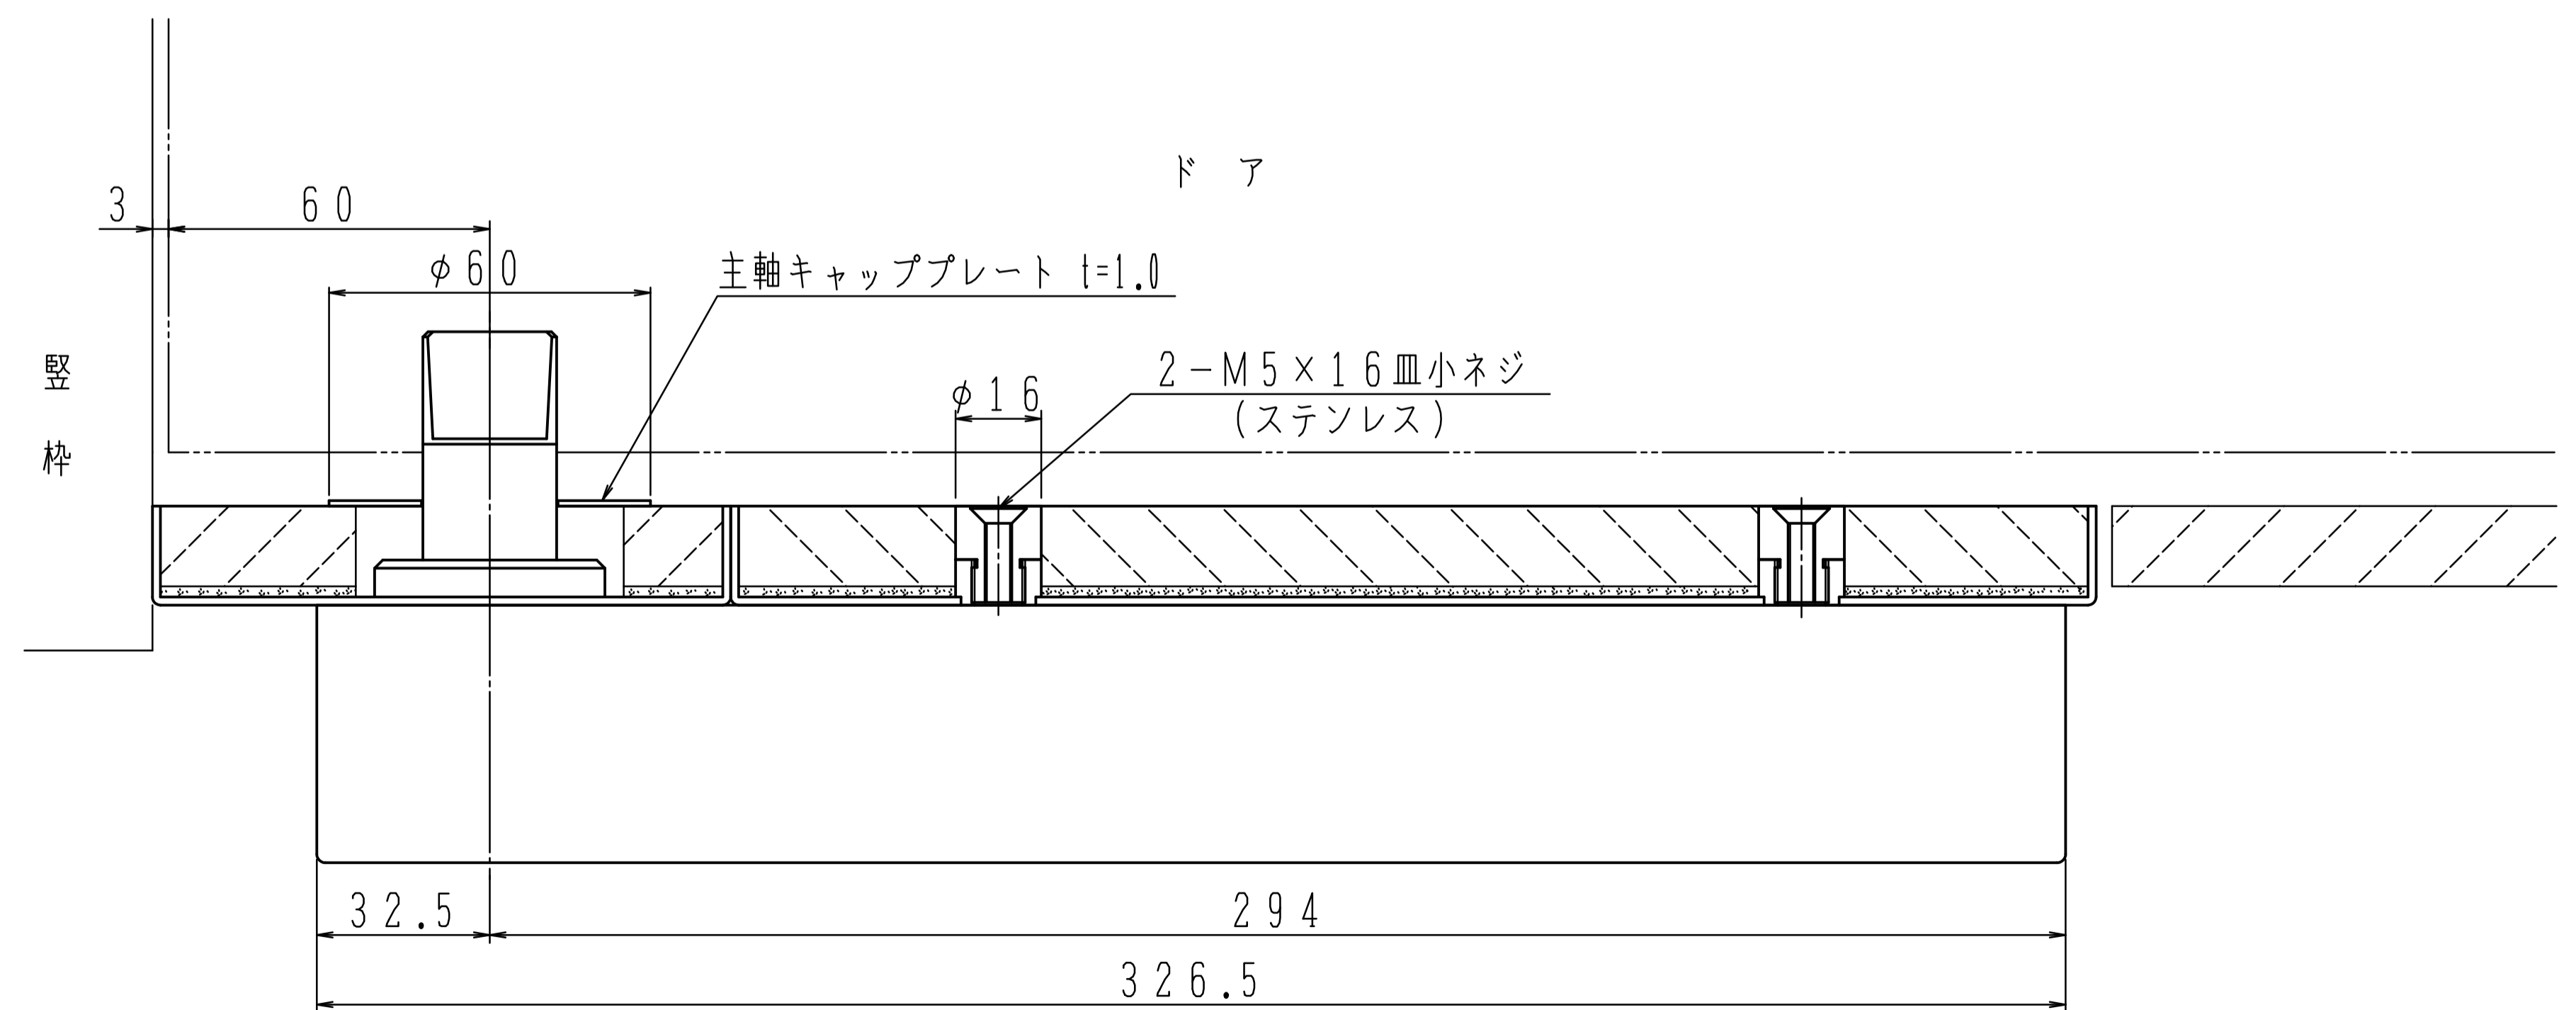 ド ア
3
60
φ60
主軸キャッププレート t=1.0
竪
枠
2-M5×16皿小ネジ
(ステンレス)
φ16
32.5
294
326.5